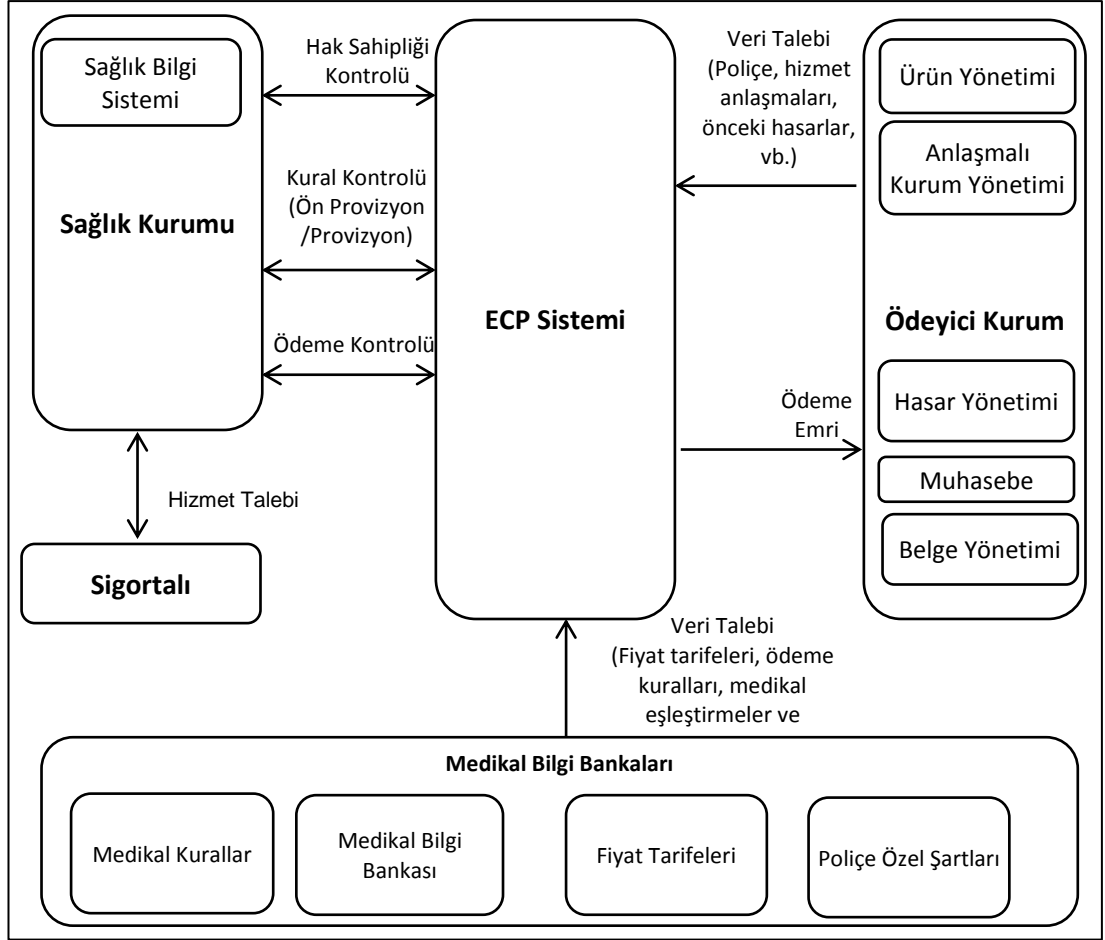 Sağlık Bilgi
Sistemi
Sağlık Kurumu
Hak Sahipliği
Kontrolü
Kural Kontrolü
(Ön Provizyon
/Provizyon)
Ödeme Kontrolü
Hizmet Talebi
Sigortalı
ECP Sistemi
Veri Talebi
(Poliçe, hizmet
anlaşmaları,
önceki hasarlar,
vb.)
Ödeme
Emri
Ürün Yönetimi
Anlaşmalı
Kurum Yönetimi
Ödeyici Kurum
Hasar Yönetimi
Muhasebe
Belge Yönetimi
Veri Talebi
(Fiyat tarifeleri, ödeme
kuralları, medikal
eşleştirmeler ve
Medikal Bilgi Bankaları
Medikal Kurallar
Medikal Bilgi
Bankası
Fiyat Tarifeleri
Poliçe Özel Şartları